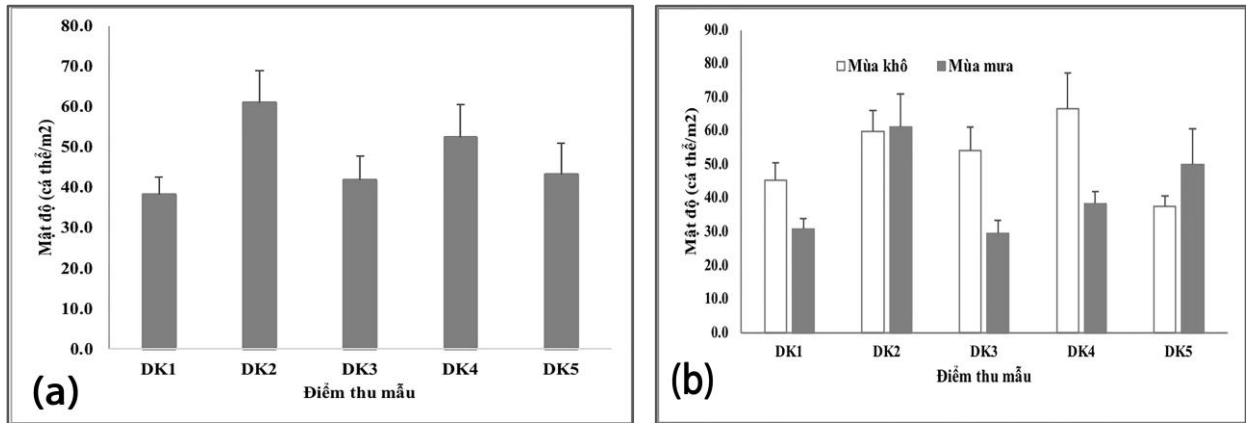 80.0
70.0
60.0
50.0
40.0
30.0
20.0
10.0
0.0
Mật độ (cá thể/m2)
DK1 DK2 DK3 DK4 DK5
Điểm thu mẫu
(a)
90.0
80.0
70.0
60.0
50.0
40.0
30.0
20.0
10.0
0.0
Mật độ (cá thể/m2)
Mùa khô Mùa mưa
DK1 DK2 DK3 DK4 DK5
Điểm thu mẫu
(b)